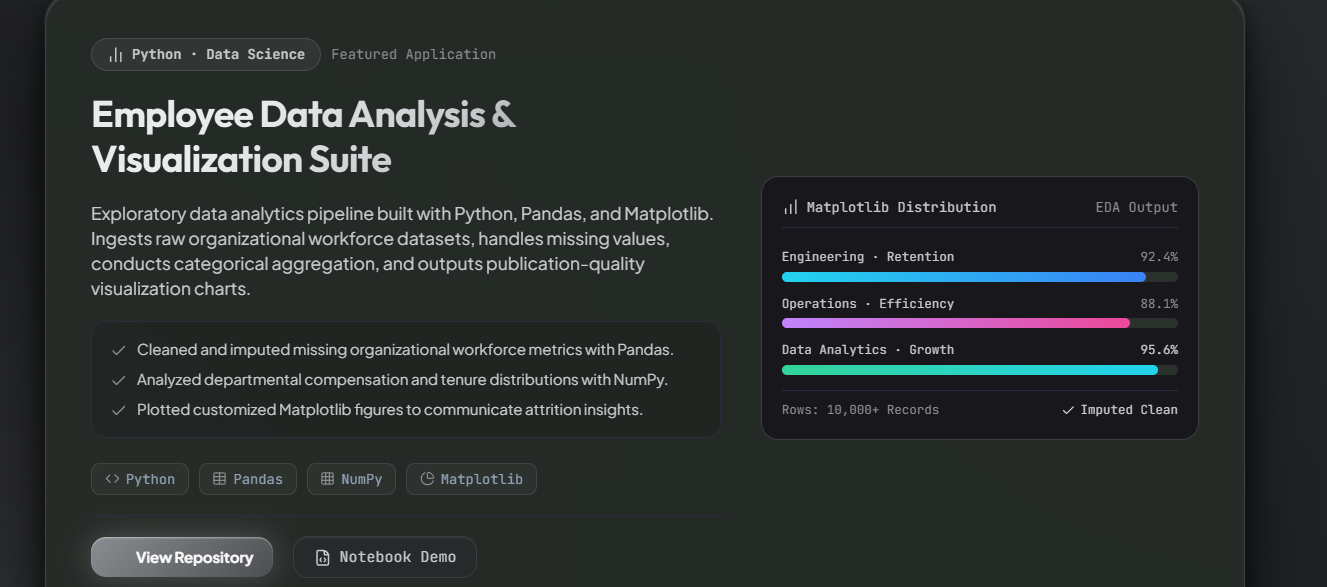 Python · Data Science
Featured Application
Employee Data Analysis &
Visualization Suite
Exploratory data analytics pipeline built with Python, Pandas, and Matplotlib.
Ingests raw organizational workforce datasets, handles missing values,
conducts categorical aggregation, and outputs publication-quality
visualization charts.
Cleaned and imputed missing organizational workforce metrics with Pandas.
Analyzed departmental compensation and tenure distributions with NumPy.
Plotted customized Matplotlib figures to communicate attrition insights.
Python
Pandas
NumPy
Matplotlib
View Repository
Notebook Demo
Matplotlib Distribution
EDA Output
Engineering · Retention
92.4%
Operations · Efficiency
88.1%
Data Analytics · Growth
95.6%
Rows: 10,000+ Records
Imputed Clean